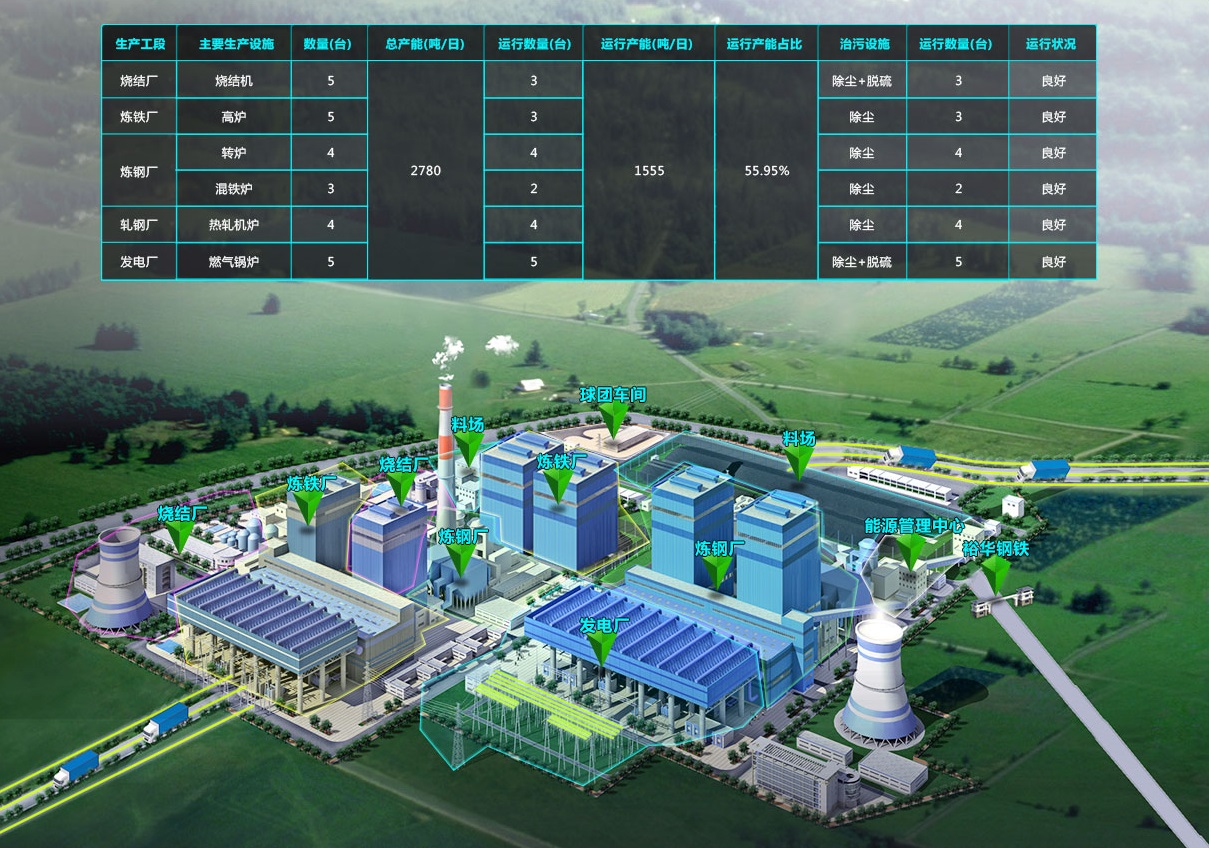 生产工段 主要生产设施 数量(台) 总产能(吨/日) 运行数量(台) 运行产能(吨/日) 运行产能占比 治污设施 运行数量(台) 运行状况
烧结厂 烧结机 5 3 除尘+脱硫 3 良好
炼铁厂 高炉 5 3 除尘 3 良好
转炉 4 4 除尘 4 良好
炼钢厂 2780 1555 55.95%
混铁炉 3 2 除尘 2 良好
轧钢厂 热轧机炉 4 4 除尘 4 良好
发电厂 燃气锅炉 5 5 除尘+脱硫 5 良好
球团车间
料场
料场
炼铁厂
烧结厂
炼铁厂
烧结厂
能源管理中心
炼钢厂
炼钢厂
裕华钢铁
发电厂